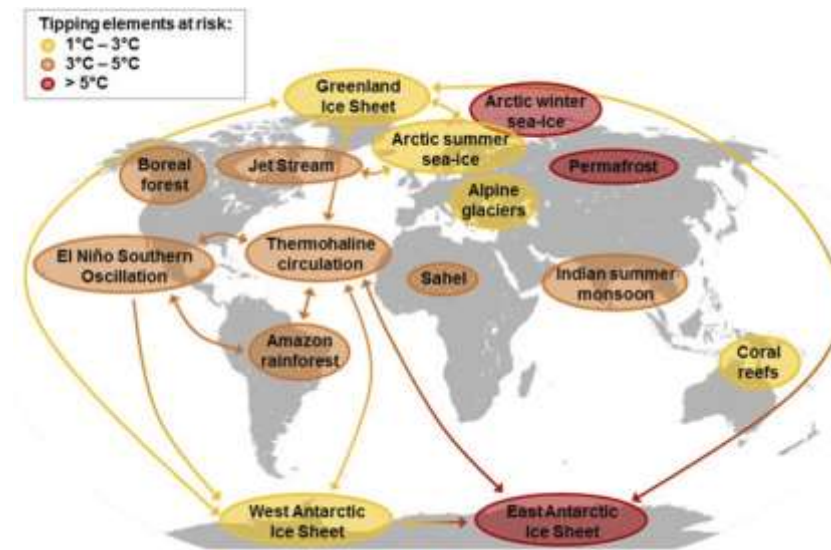 Tipping elements at risk:
1°C – 3°C
3°C – 5°C
> 5°C
Greenland
Ice Sheet
Arctic winter
sea-ice
Arctic summer
sea-ice
Boreal
forest
Jet Stream
Permafrost
Alpine
glaciers
El Niño Southern
Oscillation
Thermohaline
circulation
Sahel
Indian summer
monsoon
Amazon
rainforest
Coral
reefs
West Antarctic
Ice Sheet
East Antarctic
Ice Sheet